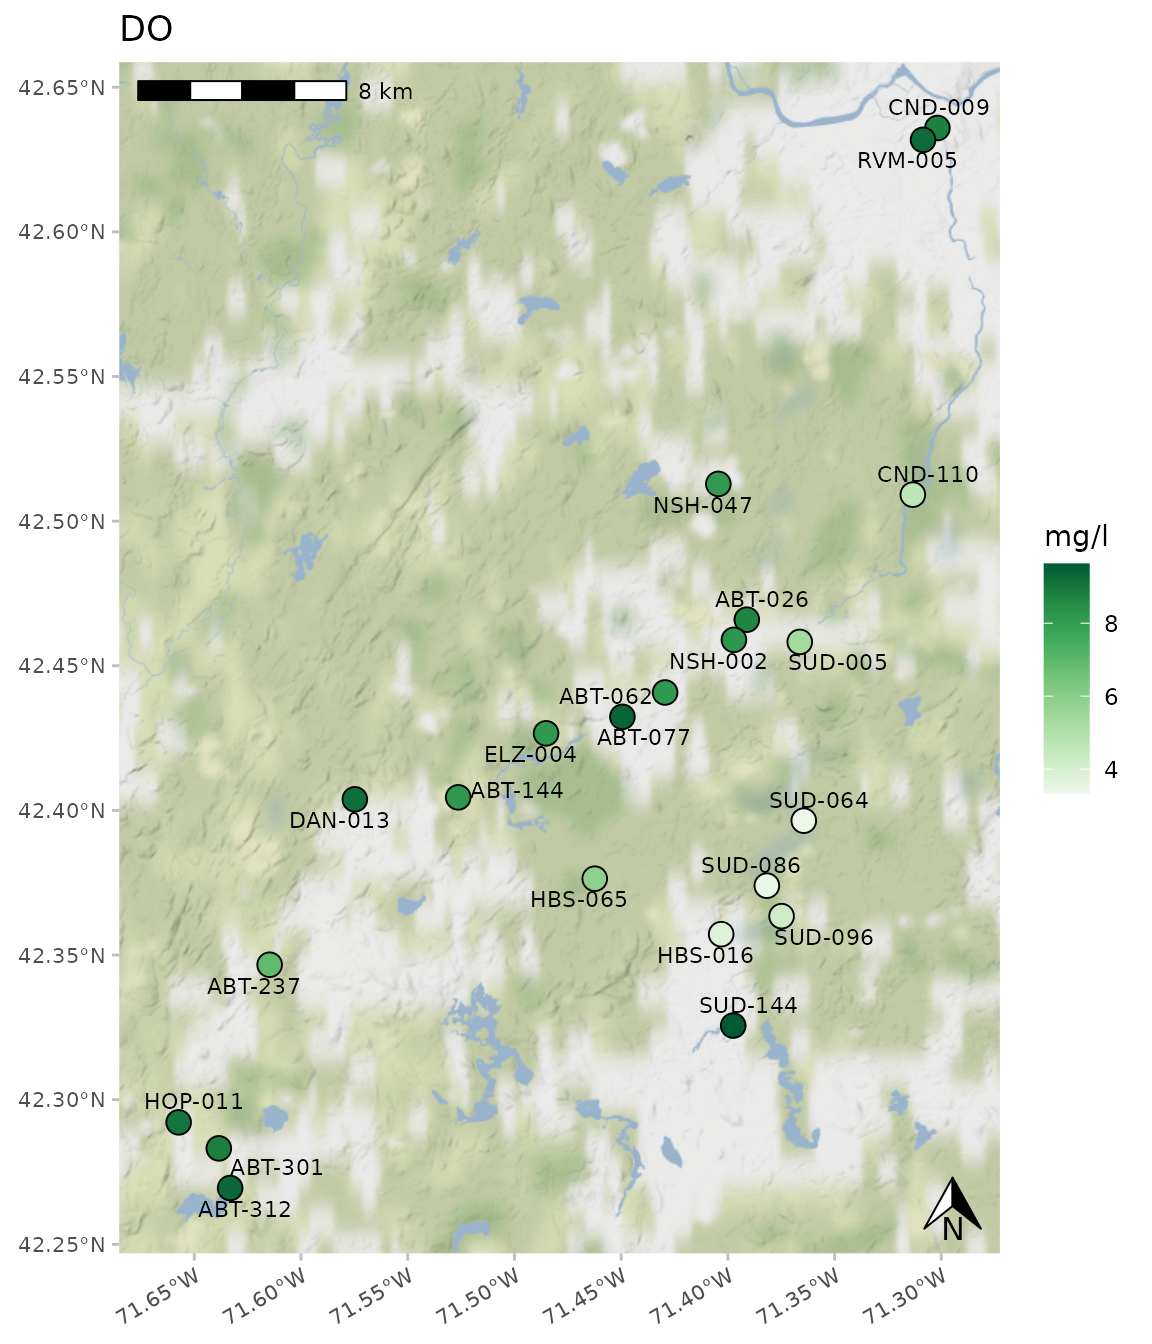 DO
42.65°N
8 km
CND-009
RVM-005
42.60°N
42.55°N
CND-110
NSH-047
42.50°N
mg/l
ABT-026
8
NSH-002
SUD-005
42.45°N
ABT-062
6
ABT-077
ELZ-004
4
ABT-144
SUD-064
42.40°N
DAN-013
SUD-086
HBS-065
SUD-096
HBS-016
42.35°N
ABT-237
SUD-144
42.30°N
HOP-011
ABT-301
ABT-312
N
42.25°N
71.65°W
71.60°W
71.55°W
71.50°W
71.45°W
71.40°W
71.35°W
71.30°W